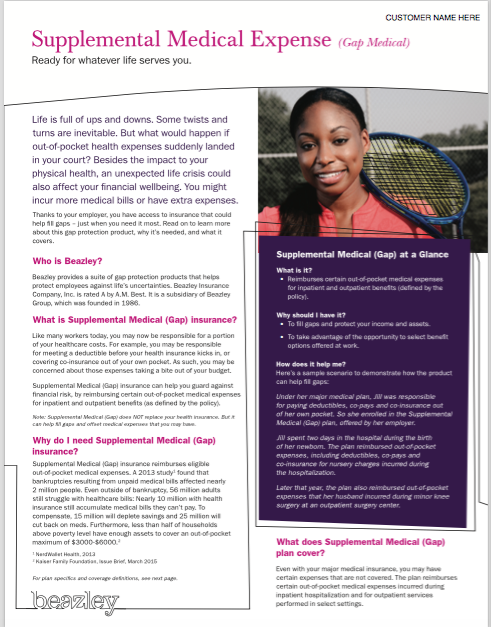 CUSTOMER NAME HERE
Supplemental Medical Expense (Gap Medical)
Ready for whatever life serves you.
Life is full of ups and downs. Some twists and
turns are inevitable. But what would happen if
out-of-pocket health expenses suddenly landed
in your court? Besides the impact to your
physical health, an unexpected life crisis could
also affect your financial wellbeing. You might
incur more medical bills or have extra expenses.
Thanks to your employer, you have access to insurance that could
help fill gaps – just when you need it most. Read on to learn more
about this gap protection product, why it's needed, and what it
covers.
Who is Beazley?
Beazley provides a suite of gap protection products that helps
protect employees against life's uncertainties. Beazley Insurance
Company, Inc. is rated A by A.M. Best. It is a subsidiary of Beazley
Group, which was founded in 1986.
What is Supplemental Medical (Gap) insurance?
Like many workers today, you may now be responsible for a portion
of your healthcare costs. For example, you may be responsible
for meeting a deductible before your health insurance kicks in, or
covering co-insurance out of your own pocket. As such, you may be
concerned about those expenses taking a bite out of your budget.
Supplemental Medical (Gap) insurance can help you guard against
financial risk, by reimbursing certain out-of-pocket medical expenses
for inpatient and outpatient benefits (as defined by the policy).
Note: Supplemental Medical (Gap) does NOT replace your health insurance. But it
can help fill gaps and offset medical expenses that you may have.
Why do I need Supplemental Medical (Gap)
insurance?
Supplemental Medical (Gap) insurance reimburses eligible
out-of-pocket medical expenses. A 2013 study¹ found that
bankruptcies resulting from unpaid medical bills affected nearly
2 million people. Even outside of bankruptcy, 56 million adults
still struggle with healthcare bills: Nearly 10 million with health
insurance still accumulate medical bills they can't pay. To
compensate, 15 million will deplete savings and 25 million will
cut back on meds. Furthermore, less than half of households
above poverty level have enough assets to cover an out-of-pocket
maximum of $3000-$6000.²
¹ NerdWallet Health, 2013
² Kaiser Family Foundation, Issue Brief, March 2015
For plan specifics and coverage definitions, see next page.
beazley
Supplemental Medical (Gap) at a Glance
What is it?
• Reimburses certain out-of-pocket medical expenses
for inpatient and outpatient benefits (defined by the
policy).
Why should I have it?
• To fill gaps and protect your income and assets.
• To take advantage of the opportunity to select benefit
options offered at work.
How does it help me?
Here's a sample scenario to demonstrate how the product
can help fill gaps:
Under her major medical plan, Jill was responsible
for paying deductibles, co-pays and co-insurance out
of her own pocket. So she enrolled in the Supplemental
Medical (Gap) plan, offered by her employer.
Jill spent two days in the hospital during the birth
of her newborn. The plan reimbursed out-of-pocket
expenses, including deductibles, co-pays and
co-insurance for nursery charges incurred during
the hospitalization.
Later that year, the plan also reimbursed out-of-pocket
expenses that her husband incurred during minor knee
surgery at an outpatient surgery center.
What does Supplemental Medical (Gap)
plan cover?
Even with your major medical insurance, you may have
certain expenses that are not covered. The plan reimburses
certain out-of-pocket medical expenses incurred during
inpatient hospitalization and for outpatient services
performed in select settings.